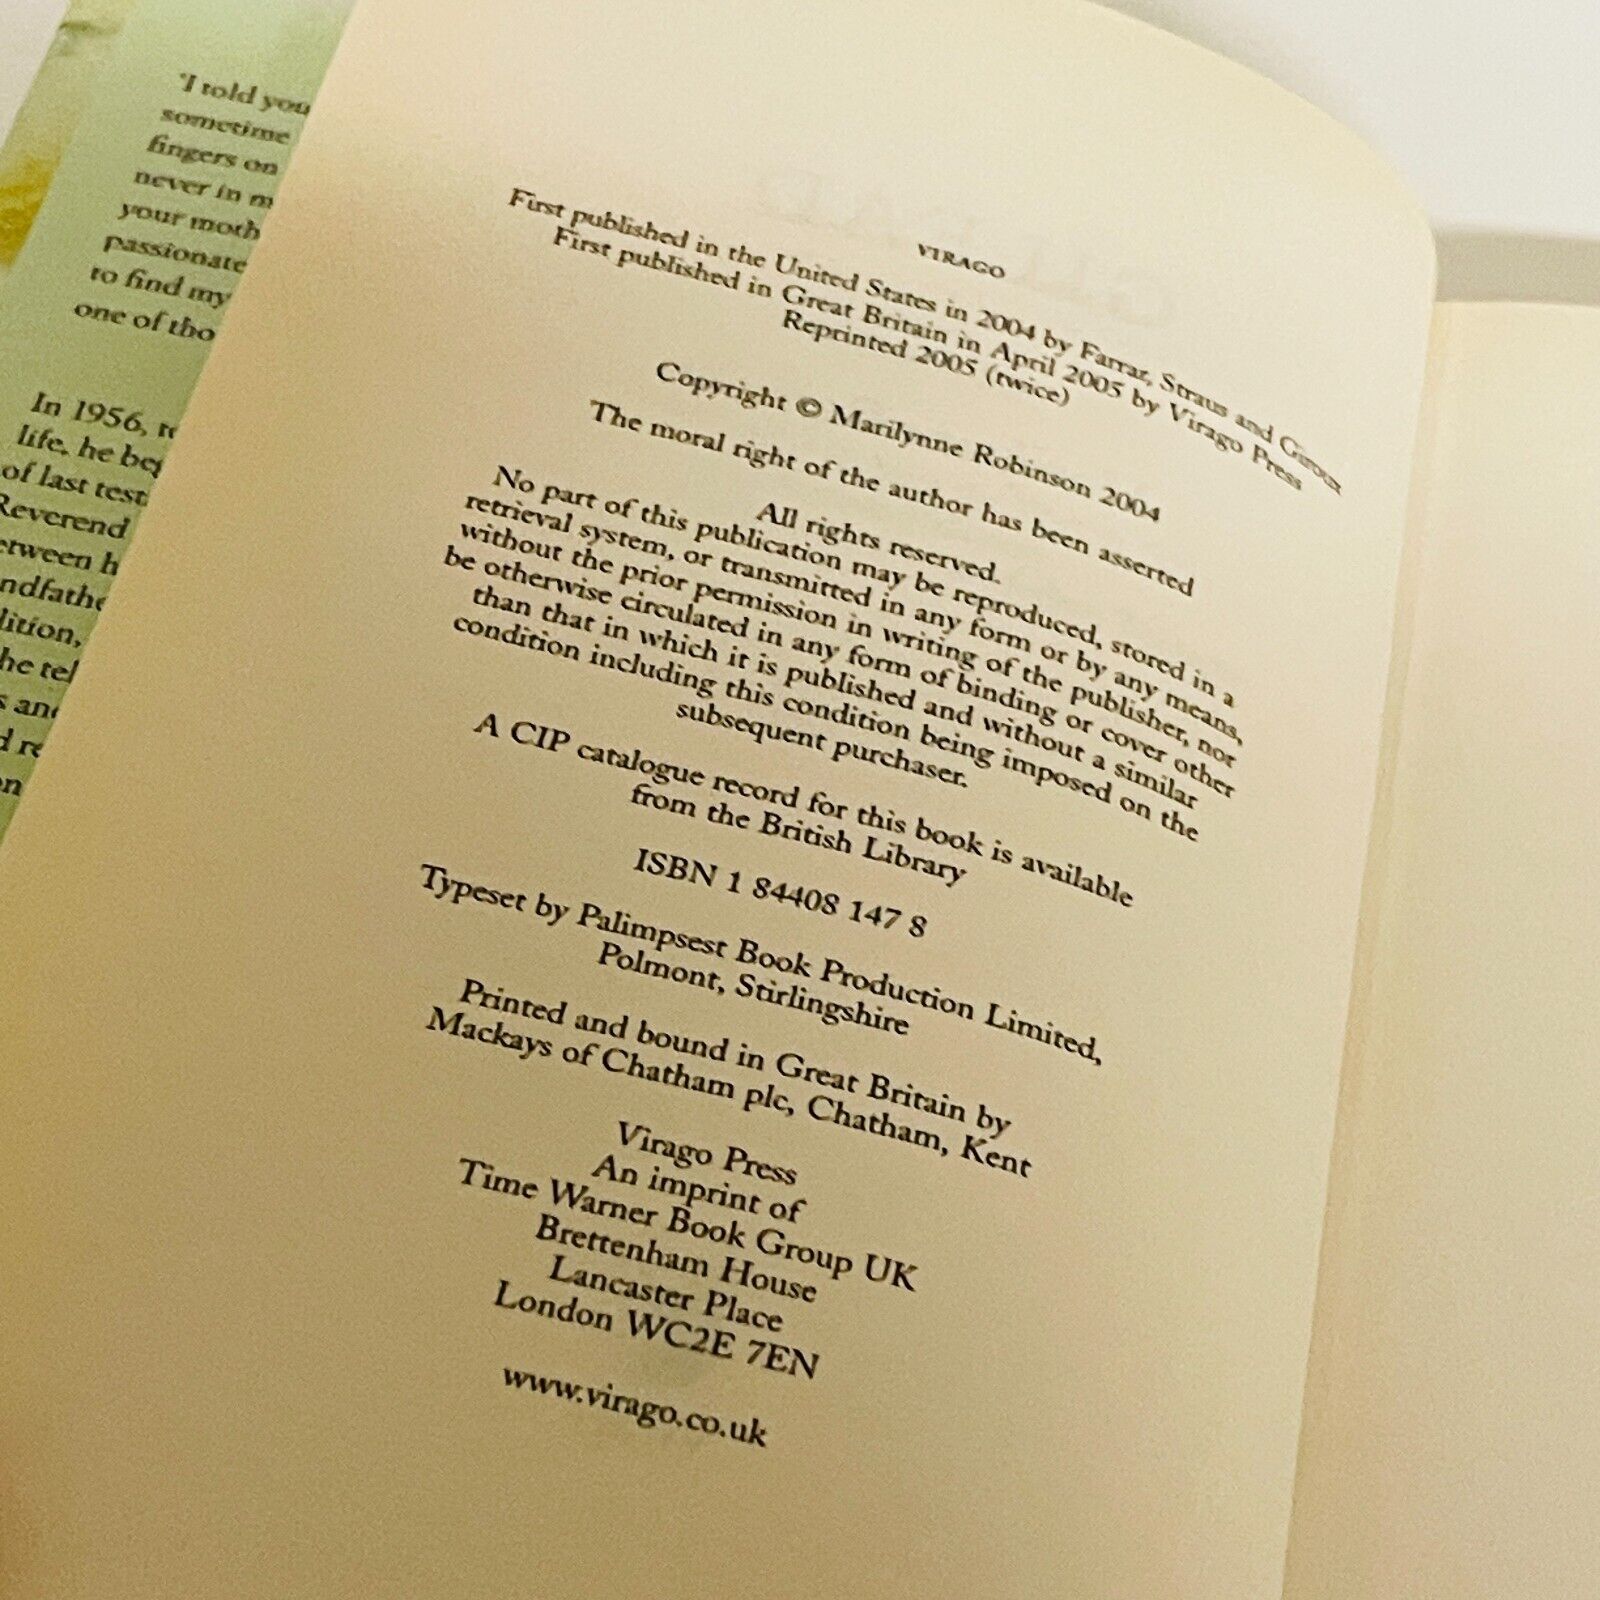 'I told you
sometime
fingers on
never in m
your moth
passionate
to find my
one of tho
In 1956, 
life, he beg
of last test
Reverend
etween h
ndfathe
lition,
he tel
s and
d re
on
VIRAGO
First published in the United States in 2004 by Farrar, Straus and Giroux
First published in Great Britain in April 2005 by Virago Press
Reprinted 2005 (twice)
Copyright © Marilynne Robinson 2004
The moral right of the author has been asserted
All rights reserved.
No part of this publication may be reproduced, stored in a
retrieval system, or transmitted in any form or by any means,
without the prior permission in writing of the publisher, nor
be otherwise circulated in any form of binding or cover other
than that in which it is published and without a similar
condition including this condition being imposed on the
subsequent purchaser.
A CIP catalogue record for this book is available
from the British Library
ISBN 1 84408 147 8
Typeset by Palimpsest Book Production Limited,
Polmont, Stirlingshire
Printed and bound in Great Britain by
Mackays of Chatham plc, Chatham, Kent
Virago Press
An imprint of
Time Warner Book Group UK
Brettenham House
Lancaster Place
London WC2E 7EN
www.virago.co.uk